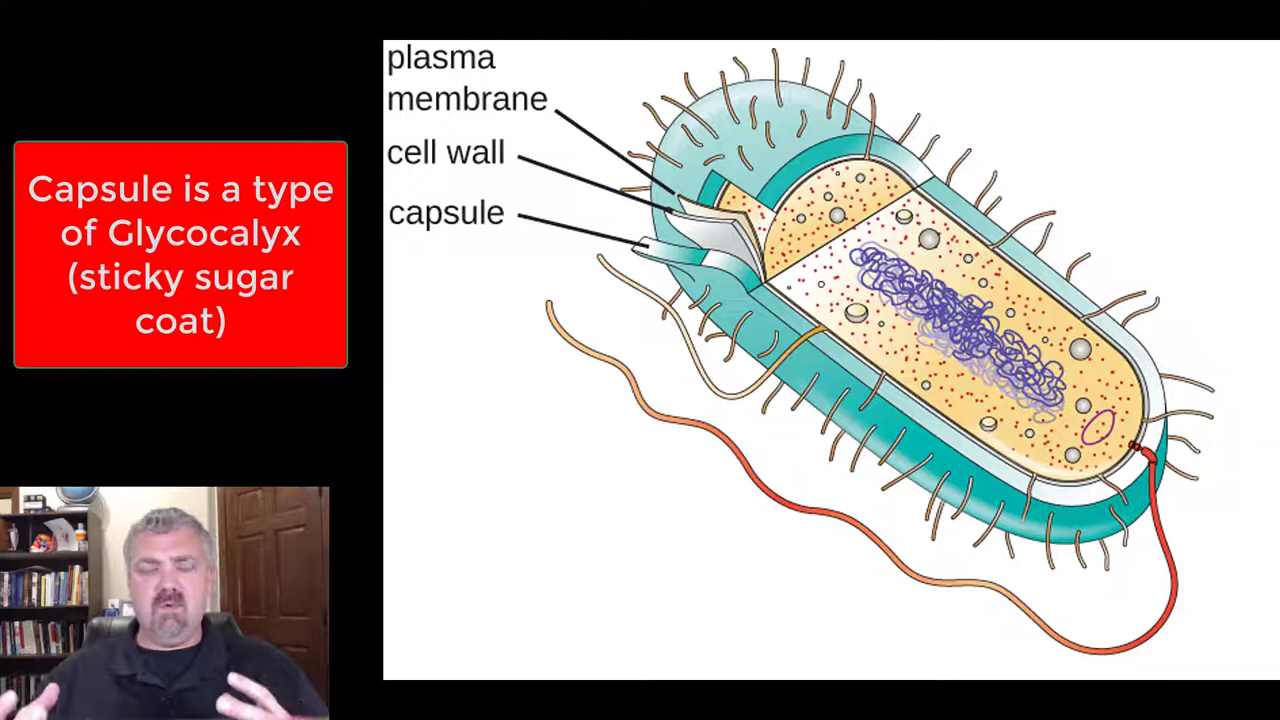 Capsule is a type
of Glycocalyx
(sticky sugar
coat)
plasma
membrane
cell wall
capsule